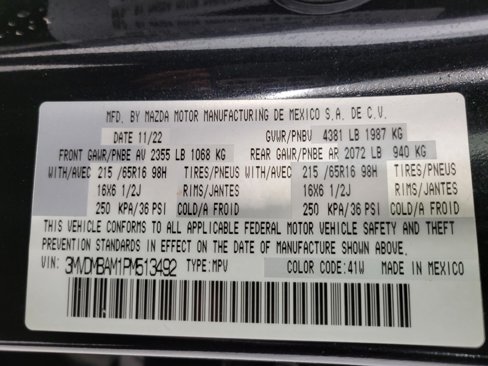 MFD. BY MAZDA MOTOR MANUFACTURING DE MEXICO S.A. DE C.V.
DATE 11/22 GVWR/PNBV 4381 LB 1987 KG
FRONT GAWR/PNBE AV 2355 LB 1068 KG REAR GAWR/PNBE AR 2072 LB 940 KG
WITH/AVEC 215 /65R16 98H TIRES/PNEUS WITH/AVEC 215 /65R16 98H TIRES/PNEUS
16X6 1/2J RIMS/JANTES 16X6 1/2J RIMS/JANTES
250 KPA/36 PSI COLD/A FROID 250 KPA/36 PSI COLD/A FROID
THIS VEHICLE CONFORMS TO ALL APPLICABLE FEDERAL MOTOR VEHICLE SAFETY AND THEFT
PREVENTION STANDARDS IN EFFECT ON THE DATE OF MANUFACTURE SHOWN ABOVE.
VIN: 3MVDMBAM1PM513492 TYPE:MPV COLOR CODE:41W MADE IN MEXICO